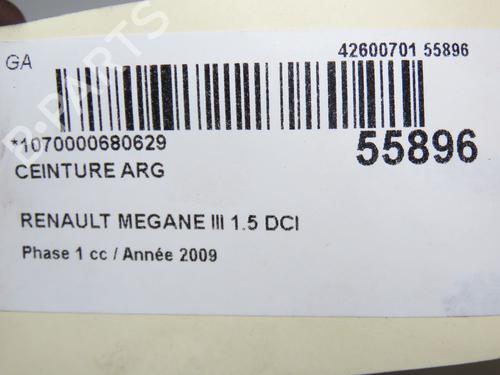 GA
42600701 55896
*1070000680629
55896
CEINTURE ARG
RENAULT MEGANE III 1.5 DCI
Phase 1 cc / Année 2009
B-PARTS